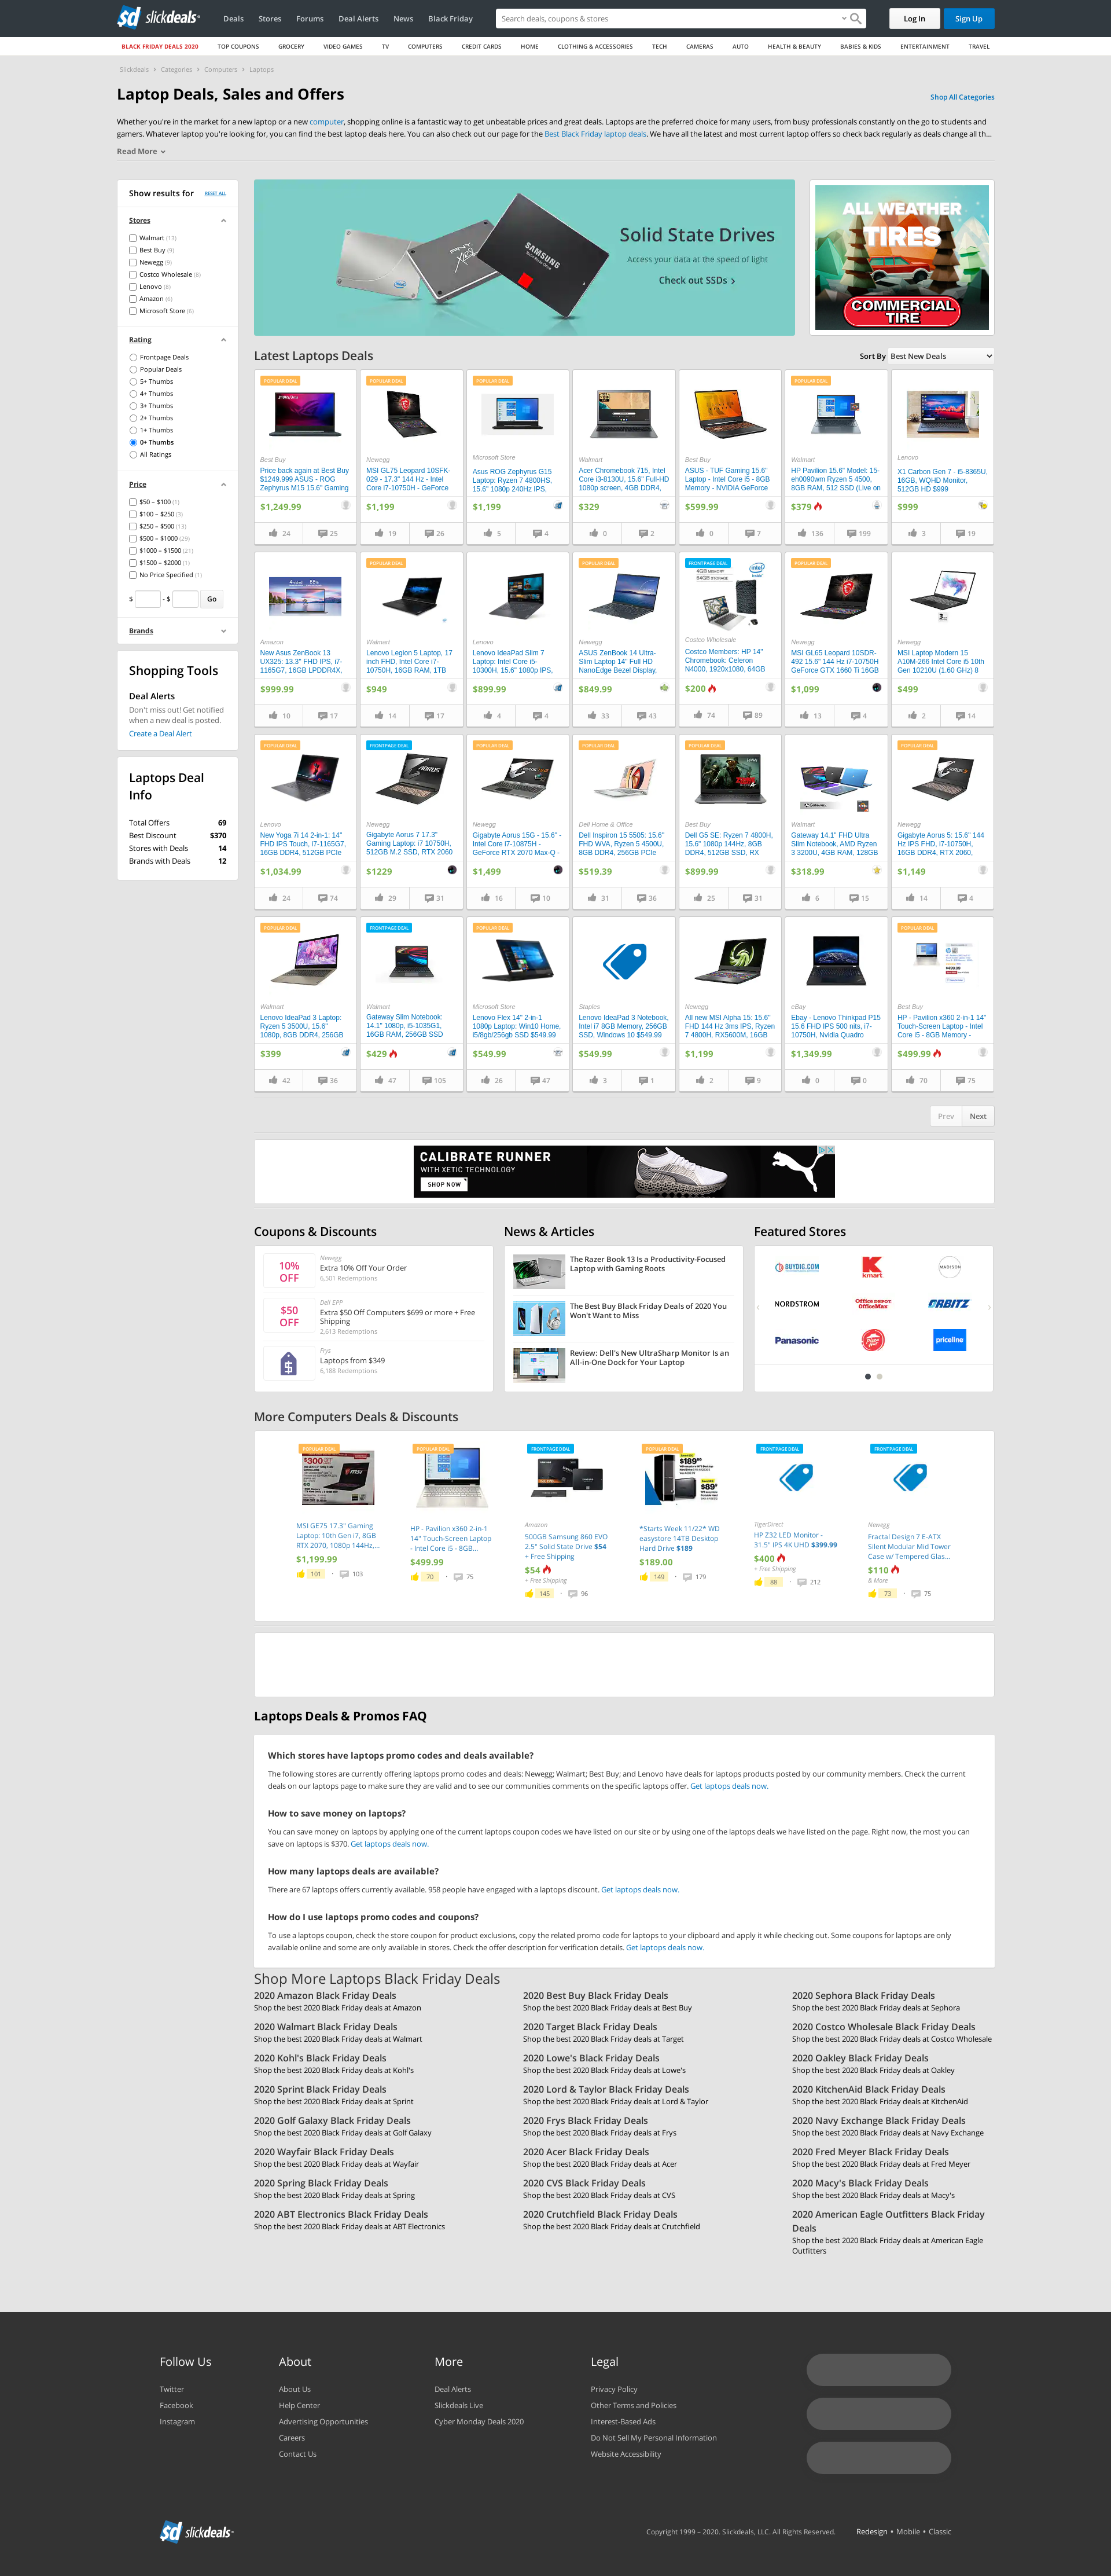 slickdeals
Deals
Stores
Forums
Deal Alerts
News
Black Friday
Search deals, coupons & stores
Log In
Sign Up
BLACK FRIDAY DEALS 2020
TOP COUPONS
GROCERY
VIDEO GAMES
TV
COMPUTERS
CREDIT CARDS
HOME
CLOTHING & ACCESSORIES
TECH
CAMERAS
AUTO
HEALTH & BEAUTY
BABIES & KIDS
ENTERTAINMENT
TRAVEL
Slickdeals > Categories > Computers > Laptops
Laptop Deals, Sales and Offers
Shop All Categories
Whether you're in the market for a new laptop or a new computer, shopping online is a fantastic way to get unbeatable prices and great deals. Laptops are the preferred choice for many users, from busy professionals constantly on the go to students and
gamers. Whatever laptop you're looking for, you can find the best laptop deals here. You can also check out our page for the Best Black Friday laptop deals. We have all the latest and most current laptop offers so check back regularly as deals change all th...
Read More
Show results for
RESET ALL
Stores
Walmart (13)
Best Buy (9)
Newegg (9)
Costco Wholesale (8)
Lenovo (8)
Amazon (6)
Microsoft Store (6)
Rating
Frontpage Deals
Popular Deals
5+ Thumbs
4+ Thumbs
3+ Thumbs
2+ Thumbs
1+ Thumbs
0+ Thumbs
All Ratings
Price
$50 – $100 (1)
$100 – $250 (3)
$250 – $500 (13)
$500 – $1000 (29)
$1000 – $1500 (21)
$1500 – $2000 (1)
No Price Specified (1)
$ - $ Go
Brands
Shopping Tools
Deal Alerts
Don't miss out! Get notified
when a new deal is posted.
Create a Deal Alert
Laptops Deal
Info
Total Offers 69
Best Discount $370
Stores with Deals 14
Brands with Deals 12
Solid State Drives
Access your data at the speed of light
Check out SSDs
ALL WEATHER
TIRES
COMMERCIAL
TIRE
Latest Laptops Deals
Sort By Best New Deals
POPULAR DEAL
Best Buy
Price back again at Best Buy
$1249.999 ASUS - ROG
Zephyrus M15 15.6" Gaming
$1,249.99
24 25
POPULAR DEAL
Newegg
MSI GL75 Leopard 10SFK-
029 - 17.3" 144 Hz - Intel
Core i7-10750H - GeForce
$1,199
19 26
POPULAR DEAL
Microsoft Store
Asus ROG Zephyrus G15
Laptop: Ryzen 7 4800HS,
15.6" 1080p 240Hz IPS,
$1,199
5 4
Walmart
Acer Chromebook 715, Intel
Core i3-8130U, 15.6" Full-HD
1080p screen, 4GB DDR4,
$329
0 2
Best Buy
ASUS - TUF Gaming 15.6"
Laptop - Intel Core i5 - 8GB
Memory - NVIDIA GeForce
$599.99
0 7
POPULAR DEAL
Walmart
HP Pavilion 15.6" Model: 15-
eh0090wm Ryzen 5 4500,
8GB RAM, 512 SSD (Live on
$379
136 199
Lenovo
X1 Carbon Gen 7 - i5-8365U,
16GB, WQHD Monitor,
512GB HD $999
$999
3 19
Amazon
New Asus ZenBook 13
UX325: 13.3" FHD IPS, i7-
1165G7, 16GB LPDDR4X,
$999.99
10 17
POPULAR DEAL
Walmart
Lenovo Legion 5 Laptop, 17
inch FHD, Intel Core i7-
10750H, 16GB RAM, 1TB
$949
14 17
Lenovo
Lenovo IdeaPad Slim 7
Laptop: Intel Core i5-
10300H, 15.6" 1080p IPS,
$899.99
4 4
POPULAR DEAL
Newegg
ASUS ZenBook 14 Ultra-
Slim Laptop 14" Full HD
NanoEdge Bezel Display,
$849.99
33 43
FRONTPAGE DEAL
4GB MEMORY
64GB STORAGE
Costco Wholesale
Costco Members: HP 14"
Chromebook: Celeron
N4000, 1920x1080, 64GB
$200
74 89
POPULAR DEAL
Newegg
MSI GL65 Leopard 10SDR-
492 15.6" 144 Hz i7-10750H
GeForce GTX 1660 Ti 16GB
$1,099
13 4
Newegg
MSI Laptop Modern 15
A10M-266 Intel Core i5 10th
Gen 10210U (1.60 GHz) 8
$499
2 14
POPULAR DEAL
Lenovo
New Yoga 7i 14 2-in-1: 14"
FHD IPS Touch, i7-1165G7,
16GB DDR4, 512GB PCIe
$1,034.99
24 74
FRONTPAGE DEAL
AORUS
Newegg
Gigabyte Aorus 7 17.3"
Gaming Laptop: i7 10750H,
512GB M.2 SSD, RTX 2060
$1229
29 31
POPULAR DEAL
Newegg
Gigabyte Aorus 15G - 15.6" -
Intel Core i7-10875H -
GeForce RTX 2070 Max-Q -
$1,499
16 10
POPULAR DEAL
Dell Home & Office
Dell Inspiron 15 5505: 15.6"
FHD WVA, Ryzen 5 4500U,
8GB DDR4, 256GB PCIe
$519.39
31 36
POPULAR DEAL
Best Buy
Dell G5 SE: Ryzen 7 4800H,
15.6" 1080p 144Hz, 8GB
DDR4, 512GB SSD, RX
$899.99
25 31
Walmart
Gateway 14.1" FHD Ultra
Slim Notebook, AMD Ryzen
3 3200U, 4GB RAM, 128GB
$318.99
6 15
POPULAR DEAL
Newegg
Gigabyte Aorus 5: 15.6" 144
Hz IPS FHD, i7-10750H,
16GB DDR4, RTX 2060,
$1,149
14 4
POPULAR DEAL
Walmart
Lenovo IdeaPad 3 Laptop:
Ryzen 5 3500U, 15.6"
1080p, 8GB DDR4, 256GB
$399
42 36
FRONTPAGE DEAL
Walmart
Gateway Slim Notebook:
14.1" 1080p, i5-1035G1,
16GB RAM, 256GB SSD
$429
47 105
POPULAR DEAL
Microsoft Store
Lenovo Flex 14" 2-in-1
1080p Laptop: Win10 Home,
i5/8gb/256gb SSD $549.99
$549.99
26 47
Staples
Lenovo IdeaPad 3 Notebook,
Intel i7 8GB Memory, 256GB
SSD, Windows 10 $549.99
$549.99
3 1
Newegg
All new MSI Alpha 15: 15.6"
FHD 144 Hz 3ms IPS, Ryzen
7 4800H, RX5600M, 16GB
$1,199
2 9
eBay
Ebay - Lenovo Thinkpad P15
15.6 FHD IPS 500 nits, i7-
10750H, Nvidia Quadro
$1,349.99
0 0
POPULAR DEAL
Best Buy
HP - Pavilion x360 2-in-1 14"
Touch-Screen Laptop - Intel
Core i5 - 8GB Memory -
$499.99
70 75
Prev Next
CALIBRATE RUNNER
WITH XETIC TECHNOLOGY
SHOP NOW
Coupons & Discounts
10%
OFF
Newegg
Extra 10% Off Your Order
6,501 Redemptions
$50
OFF
Dell EPP
Extra $50 Off Computers $699 or more + Free
Shipping
2,613 Redemptions
Frys
Laptops from $349
6,188 Redemptions
News & Articles
The Razor Book 13 Is a Productivity-Focused
Laptop with Gaming Roots
The Best Buy Black Friday Deals of 2020 You
Won't Want to Miss
Review: Dell's New UltraSharp Monitor Is an
All-in-One Dock for Your Laptop
Featured Stores
BUYDIG.COM
kmart
MADISON
NORDSTROM
Office DEPOT
OfficeMax
ORBITZ
Panasonic
priceline
More Computers Deals & Discounts
POPULAR DEAL
$300
MSI GE75 17.3" Gaming
Laptop: 10th Gen i7, 8GB
RTX 2070, 1080p 144Hz,...
$1,199.99
101 103
POPULAR DEAL
HP - Pavilion x360 2-in-1
14" Touch-Screen Laptop
- Intel Core i5 - 8GB...
$499.99
70 75
FRONTPAGE DEAL
Amazon
500GB Samsung 860 EVO
2.5" Solid State Drive $54
+ Free Shipping
$54
+ Free Shipping
145 96
POPULAR DEAL
*Starts Week 11/22* WD
easystore 14TB Desktop
Hard Drive $189
$189.00
149 179
FRONTPAGE DEAL
TigerDirect
HP Z32 LED Monitor -
31.5" IPS 4K UHD $399.99
$400
+ Free Shipping
88 212
FRONTPAGE DEAL
Newegg
Fractal Design 7 E-ATX
Silent Modular Mid Tower
Case w/ Tempered Glas...
$110
& More
73 75
Laptops Deals & Promos FAQ
Which stores have laptops promo codes and deals available?
The following stores are currently offering laptops promo codes and deals: Newegg; Walmart; Best Buy; and Lenovo have deals for laptops products posted by our community members. Check the current
deals on our laptops page to make sure they are valid and to see our communities comments on the specific laptops offer. Get laptops deals now.
How to save money on laptops?
You can save money on laptops by applying one of the current laptops coupon codes we have listed on our site or by using one of the laptops deals we have listed on the page. Right now, the most you can
save on laptops is $370. Get laptops deals now.
How many laptops deals are available?
There are 67 laptops offers currently available. 958 people have engaged with a laptops discount. Get laptops deals now.
How do I use laptops promo codes and coupons?
To use a laptops coupon, check the store coupon for product exclusions, copy the related promo code for laptops to your clipboard and apply it while checking out. Some coupons for laptops are only
available online and some are only available in stores. Check the offer description for verification details. Get laptops deals now.
Shop More Laptops Black Friday Deals
2020 Amazon Black Friday Deals
Shop the best 2020 Black Friday deals at Amazon
2020 Best Buy Black Friday Deals
Shop the best 2020 Black Friday deals at Best Buy
2020 Sephora Black Friday Deals
Shop the best 2020 Black Friday deals at Sephora
2020 Walmart Black Friday Deals
Shop the best 2020 Black Friday deals at Walmart
2020 Target Black Friday Deals
Shop the best 2020 Black Friday deals at Target
2020 Costco Wholesale Black Friday Deals
Shop the best 2020 Black Friday deals at Costco Wholesale
2020 Kohl's Black Friday Deals
Shop the best 2020 Black Friday deals at Kohl's
2020 Lowe's Black Friday Deals
Shop the best 2020 Black Friday deals at Lowe's
2020 Oakley Black Friday Deals
Shop the best 2020 Black Friday deals at Oakley
2020 Sprint Black Friday Deals
Shop the best 2020 Black Friday deals at Sprint
2020 Lord & Taylor Black Friday Deals
Shop the best 2020 Black Friday deals at Lord & Taylor
2020 KitchenAid Black Friday Deals
Shop the best 2020 Black Friday deals at KitchenAid
2020 Golf Galaxy Black Friday Deals
Shop the best 2020 Black Friday deals at Golf Galaxy
2020 Frys Black Friday Deals
Shop the best 2020 Black Friday deals at Frys
2020 Navy Exchange Black Friday Deals
Shop the best 2020 Black Friday deals at Navy Exchange
2020 Wayfair Black Friday Deals
Shop the best 2020 Black Friday deals at Wayfair
2020 Acer Black Friday Deals
Shop the best 2020 Black Friday deals at Acer
2020 Fred Meyer Black Friday Deals
Shop the best 2020 Black Friday deals at Fred Meyer
2020 Spring Black Friday Deals
Shop the best 2020 Black Friday deals at Spring
2020 CVS Black Friday Deals
Shop the best 2020 Black Friday deals at CVS
2020 Macy's Black Friday Deals
Shop the best 2020 Black Friday deals at Macy's
2020 ABT Electronics Black Friday Deals
Shop the best 2020 Black Friday deals at ABT Electronics
2020 Crutchfield Black Friday Deals
Shop the best 2020 Black Friday deals at Crutchfield
2020 American Eagle Outfitters Black Friday
Deals
Shop the best 2020 Black Friday deals at American Eagle
Outfitters
Follow Us
Twitter
Facebook
Instagram
About
About Us
Help Center
Advertising Opportunities
Careers
Contact Us
More
Deal Alerts
Slickdeals Live
Cyber Monday Deals 2020
Legal
Privacy Policy
Other Terms and Policies
Interest-Based Ads
Do Not Sell My Personal Information
Website Accessibility
slickdeals
Copyright 1999 – 2020. Slickdeals, LLC. All Rights Reserved.
Redesign • Mobile • Classic